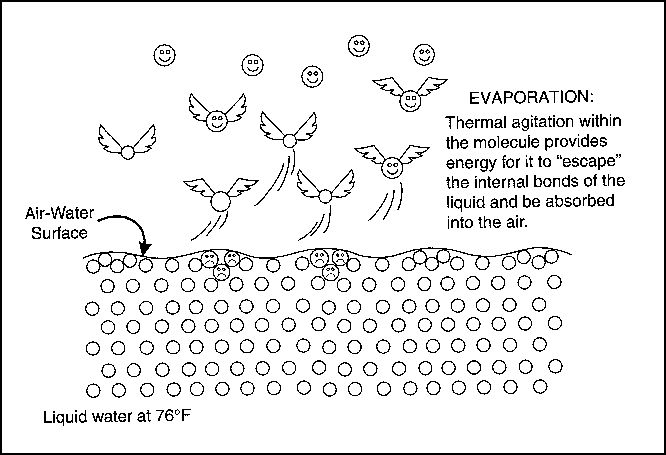 EVAPORATION:
Thermal agitation within
the molecule provides
energy for it to “escape”
the internal bonds of the
liquid and be absorbed
into the air.
Air-Water
Surface
Liquid water at 76°F